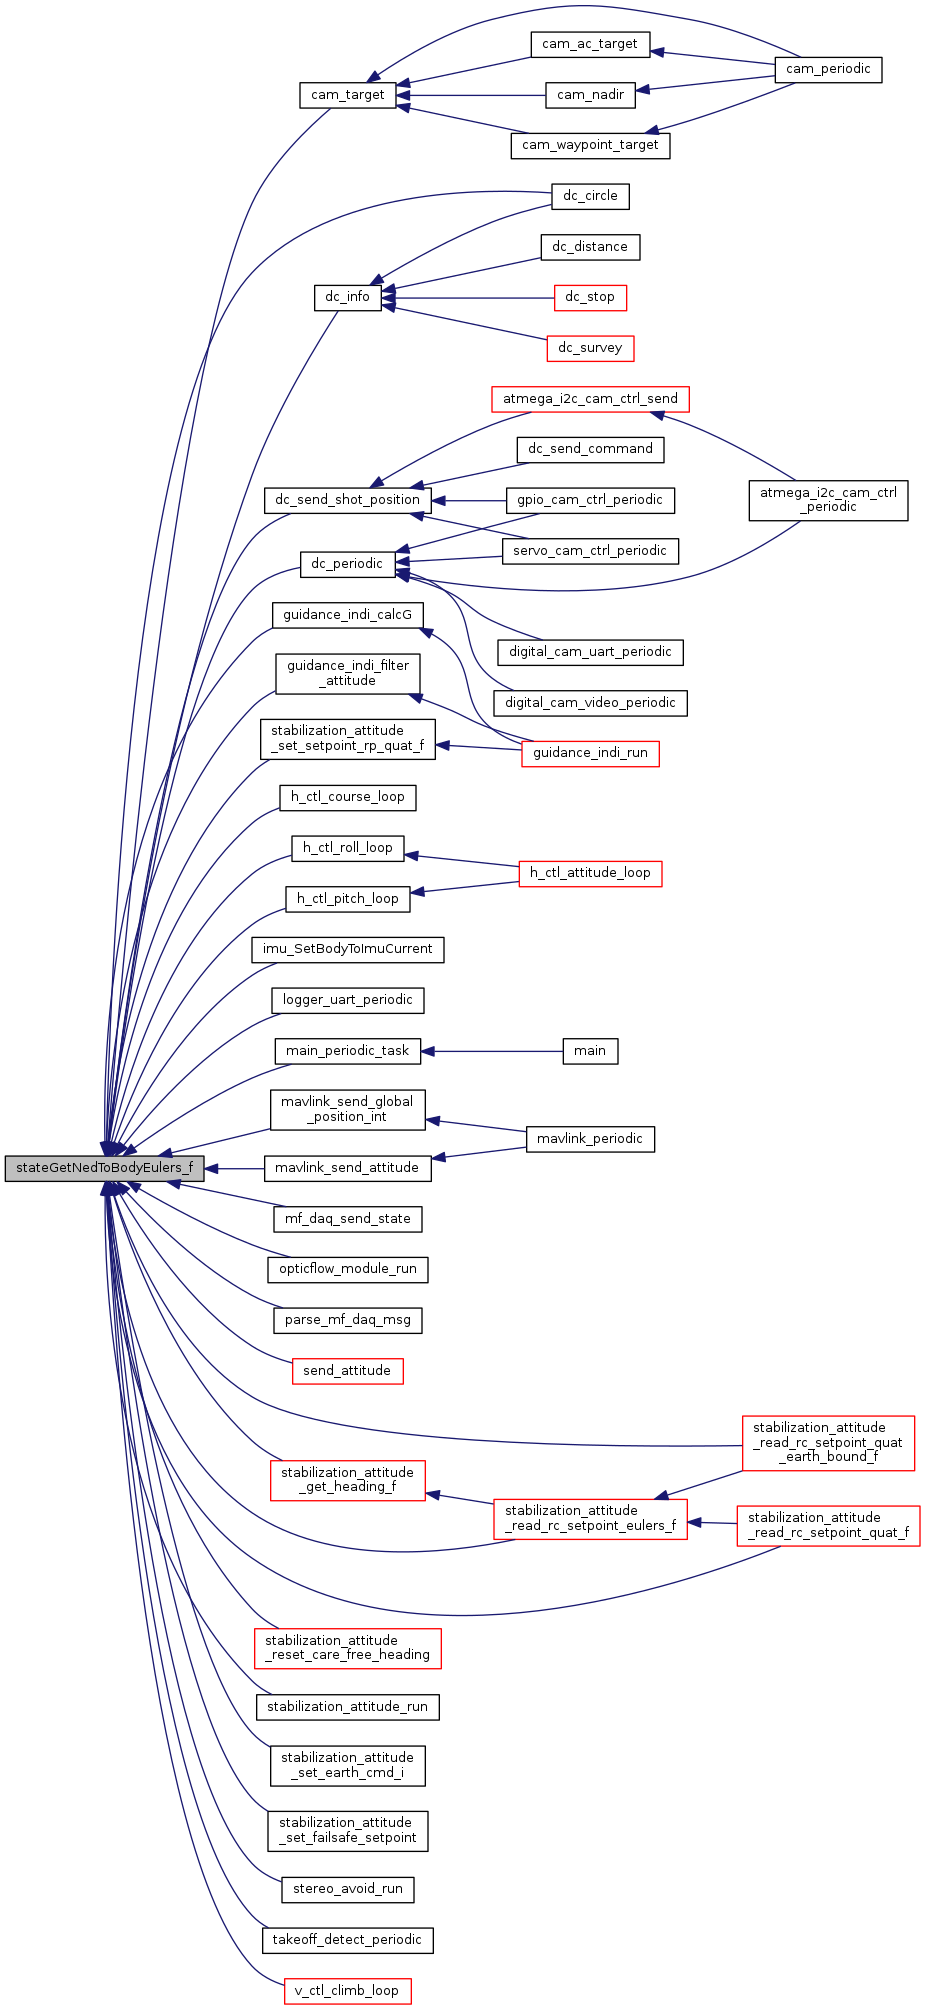 cam_ac_target
cam_periodic
cam_target
cam_nadir
cam_waypoint_target
dc_circle
dc_distance
dc_info
dc_stop
dc_survey
atmega_i2c_cam_ctrl_send
dc_send_command
dc_send_shot_position
gpio_cam_ctrl_periodic
atmega_i2c_cam_ctrl
_periodic
servo_cam_ctrl_periodic
dc_periodic
guidance_indi_calcG
digital_cam_uart_periodic
guidance_indi_filter
_attitude
digital_cam_video_periodic
stabilization_attitude
_set_setpoint_rp_quat_f
guidance_indi_run
h_ctl_course_loop
h_ctl_roll_loop
h_ctl_attitude_loop
h_ctl_pitch_loop
imu_SetBodyToImuCurrent
logger_uart_periodic
main_periodic_task
main
mavlink_send_global
_position_int
mavlink_periodic
stateGetNedToBodyEulers_f
mavlink_send_attitude
mf_daq_send_state
opticflow_module_run
parse_mf_daq_msg
send_attitude
stabilization_attitude
_read_rc_setpoint_quat
_earth_bound_f
stabilization_attitude
_get_heading_f
stabilization_attitude
_read_rc_setpoint_eulers_f
stabilization_attitude
_read_rc_setpoint_quat_f
stabilization_attitude
_reset_care_free_heading
stabilization_attitude_run
stabilization_attitude
_set_earth_cmd_i
stabilization_attitude
_set_failsafe_setpoint
stereo_avoid_run
takeoff_detect_periodic
v_ctl_climb_loop